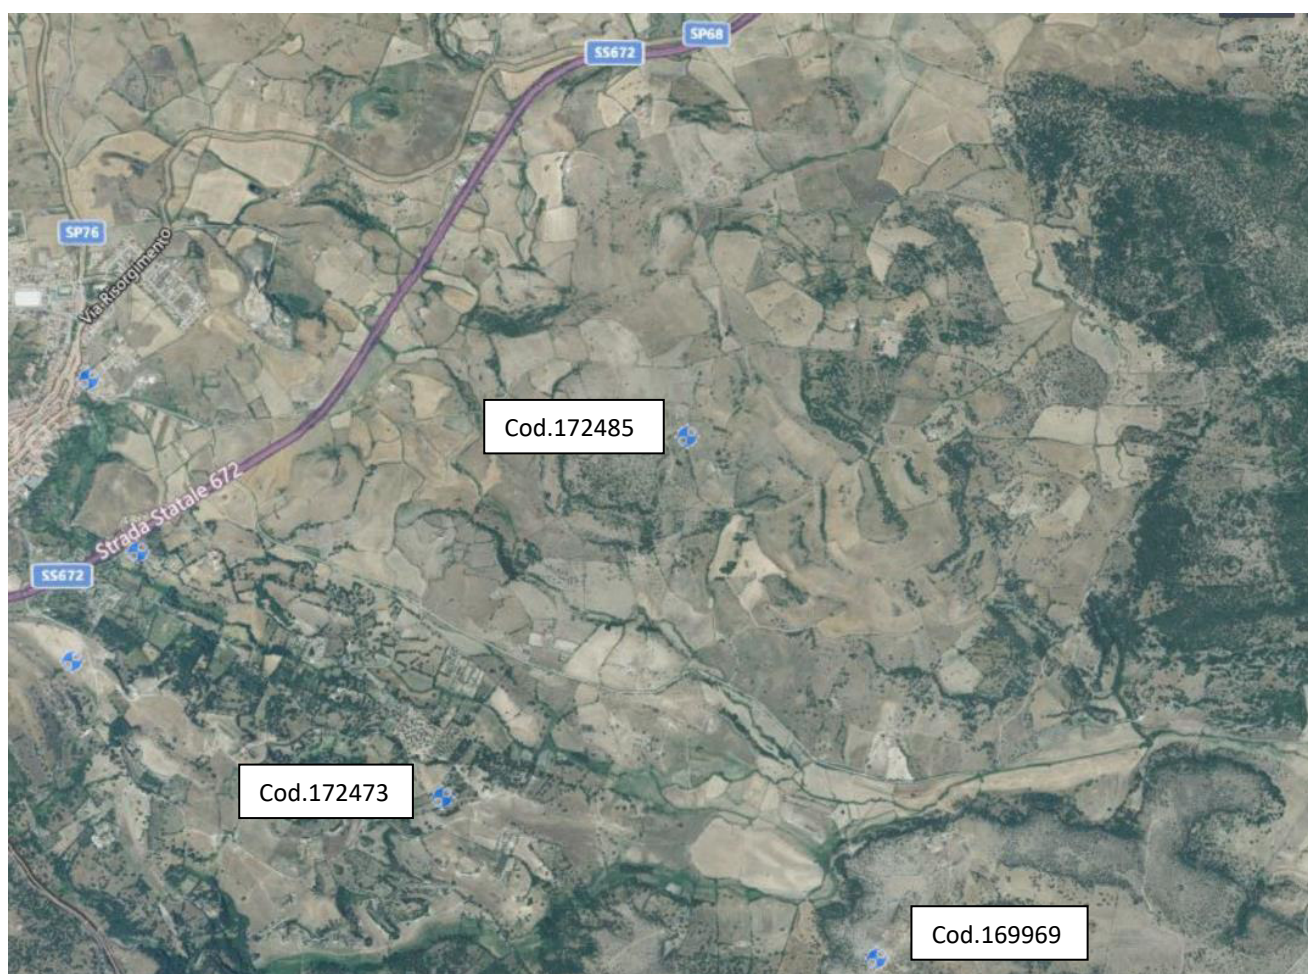 SP68
SS672
SP76
Via Risorgimento
Cod.172485
Strada Statale 672
SS672
Cod.172473
Cod.169969